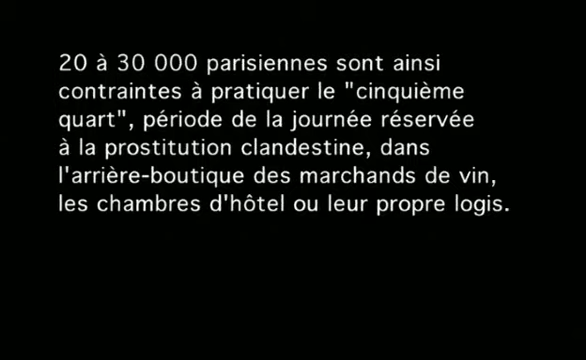 20 à 30 000 parisiennes sont ainsi
contraintes à pratiquer le "cinquième
quart", période de la journée réservée
à la prostitution clandestine, dans
l'arrière-boutique des marchands de vin,
les chambres d'hôtel ou leur propre logis.